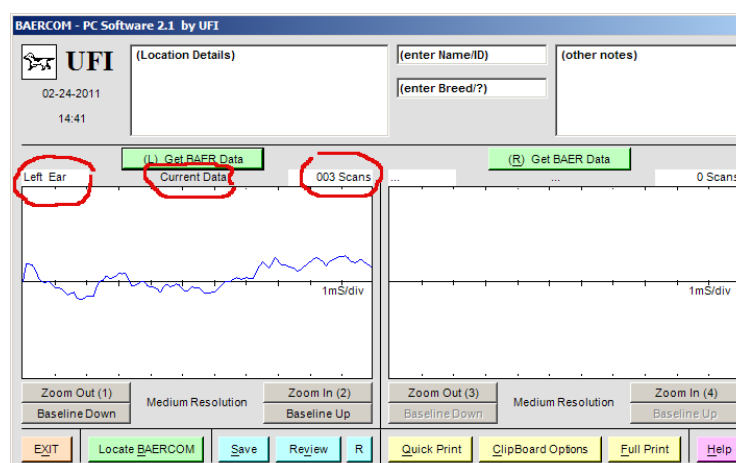 BAERCOM - PC Software 2.1 by UFI
UFI
02-24-2011
14:41
(Location Details)
(enter Name/ID)
(enter Breed/?)
(other notes)
(L) Get BAER Data
Left Ear
Current Data
003 Scans
1mS/div
Zoom Out (1)
Baseline Down
Medium Resolution
Zoom In (2)
Baseline Up
(R) Get BAER Data
...
...
0 Scans
1mS/div
Zoom Out (3)
Baseline Down
Medium Resolution
Zoom In (4)
Baseline Up
EXIT
Locate BAERCOM
Save
Review
R
Quick Print
ClipBoard Options
Full Print
Help